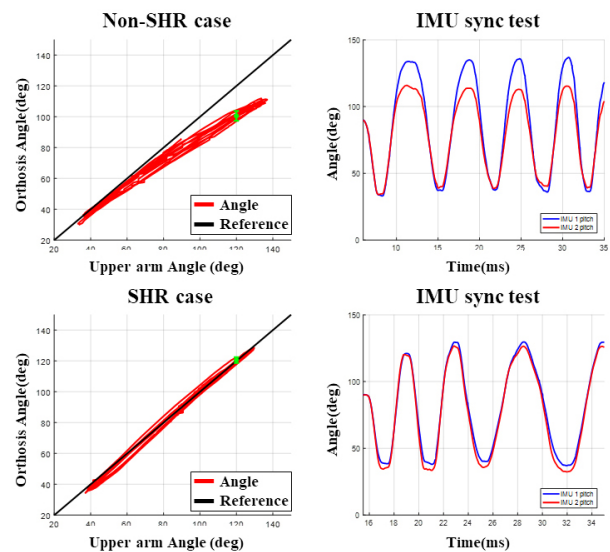 Non-SHR case
IMU sync test
150
140
120
100
80
60
40
20
Orthosis Angle(deg)
20
40
60
80
100
120
140
Upper arm Angle (deg)
Angle
Reference
150
100
50
0
Angle(deg)
10
15
20
25
30
35
Time(ms)
IMU 1 pitch
IMU 2 pitch
SHR case
IMU sync test
150
140
120
100
80
60
40
20
Orthosis Angle(deg)
20
40
60
80
100
120
140
Upper arm Angle (deg)
Angle
Reference
150
100
50
0
Angle(deg)
16
18
20
22
24
26
28
30
32
34
Time(ms)
IMU 1 pitch
IMU 2 pitch